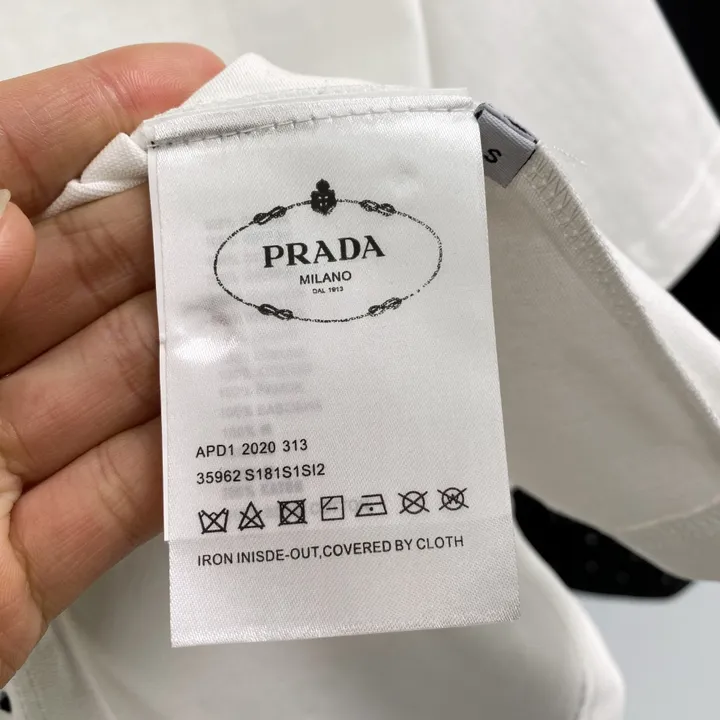 S
PRADA
MILANO
DAL 1913
APD1 2020 313
35962 S181S1SI2
IRON INISDE-OUT,COVERED BY CLOTH